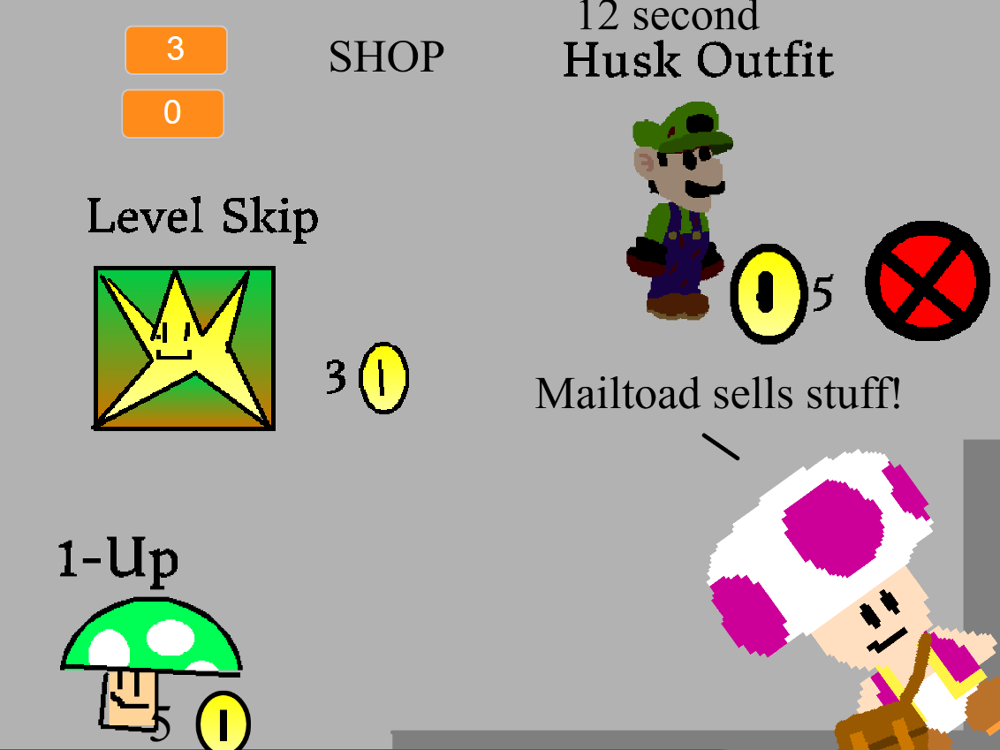 3
SHOP
0
12 second
Husk Outfit
Level Skip
5
3
Mailtoad sells stuff!
1-Up
5